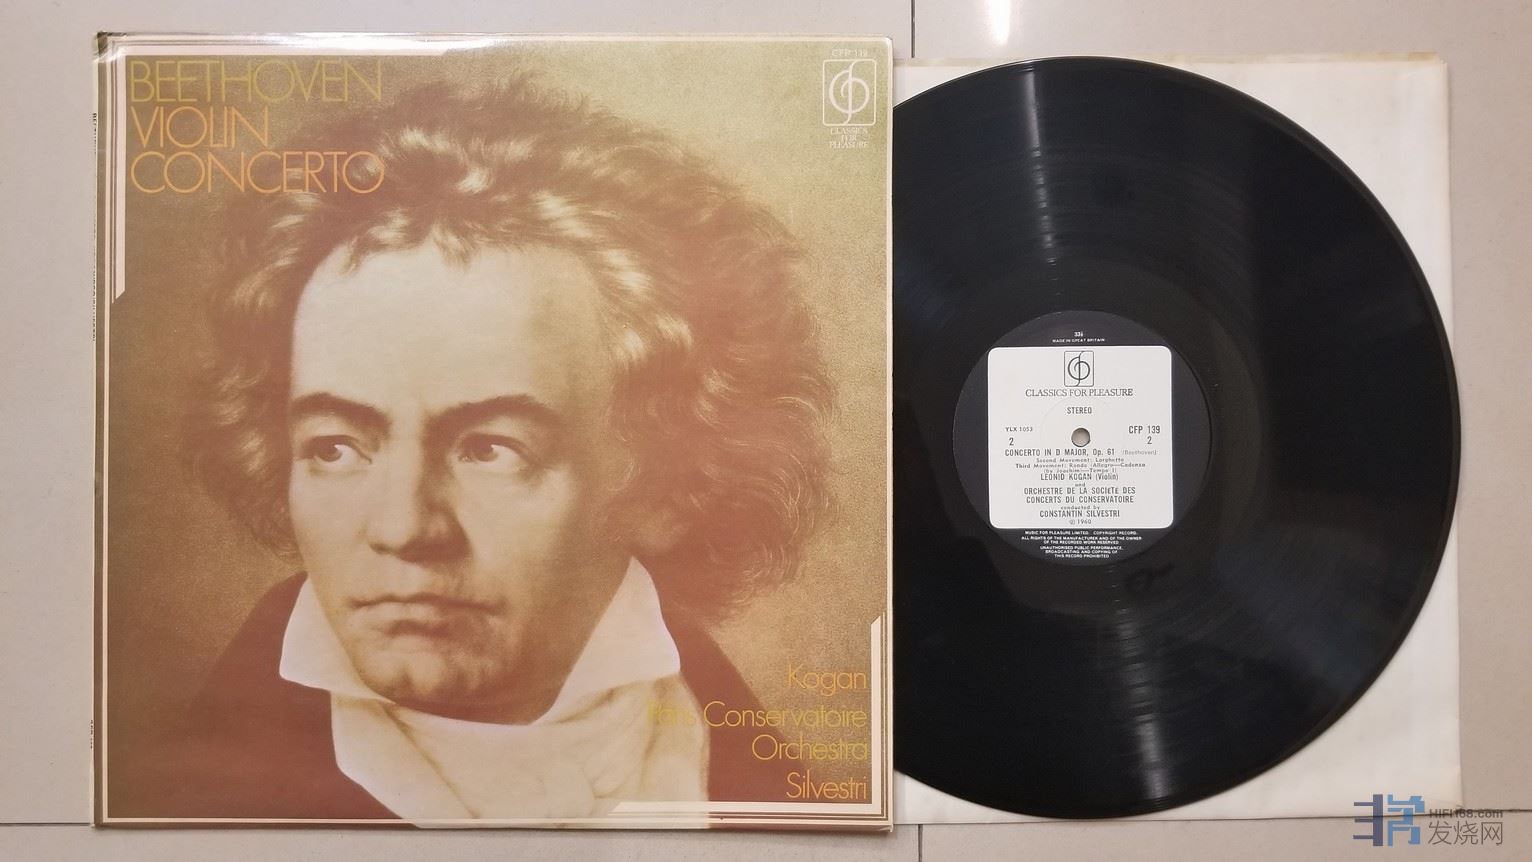 BEETHOVEN
VIOLIN
CONCERTO
CFP 139
CLASSICS
FOR
PLEASURE
Kogan
Paris Conservatoire
Orchestra
Silvestri
33⅓
MADE IN GREAT BRITAIN
CLASSICS FOR PLEASURE
STEREO
YLX 1053
CFP 139
2
2
CONCERTO IN D MAJOR, Op. 61 (Beethoven)
Second Movement: Larghetto
Third Movement: Rondo (Allegro—Cadenza
(by Joachim)—Tempo I)
LEONID KOGAN (Violin)
and
ORCHESTRE DE LA SOCIÉTÉ DES
CONCERTS DU CONSERVATOIRE
conducted by
CONSTANTIN SILVESTRI
℗ 1960
MUSIC FOR PLEASURE LIMITED. COPYRIGHT RECORD.
ALL RIGHTS OF THE MANUFACTURER AND OF THE OWNER
OF THE RECORDED WORK RESERVED
UNAUTHORISED PUBLIC PERFORMANCE,
BROADCASTING AND COPYING OF
THIS RECORD PROHIBITED
HIFI168.com
发烧网